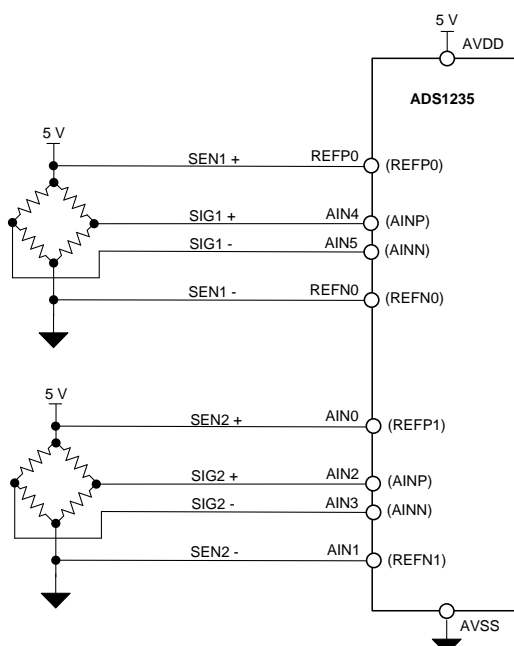 5 V
AVDD
ADS1235
5 V
SEN1 +
REFP0
(REFP0)
SIG1 +
AIN4
(AINP)
SIG1 -
AIN5
(AINN)
SEN1 -
REFN0
(REFN0)
5 V
SEN2 +
AIN0
(REFP1)
SIG2 +
AIN2
(AINP)
SIG2 -
AIN3
(AINN)
SEN2 -
AIN1
(REFN1)
AVSS